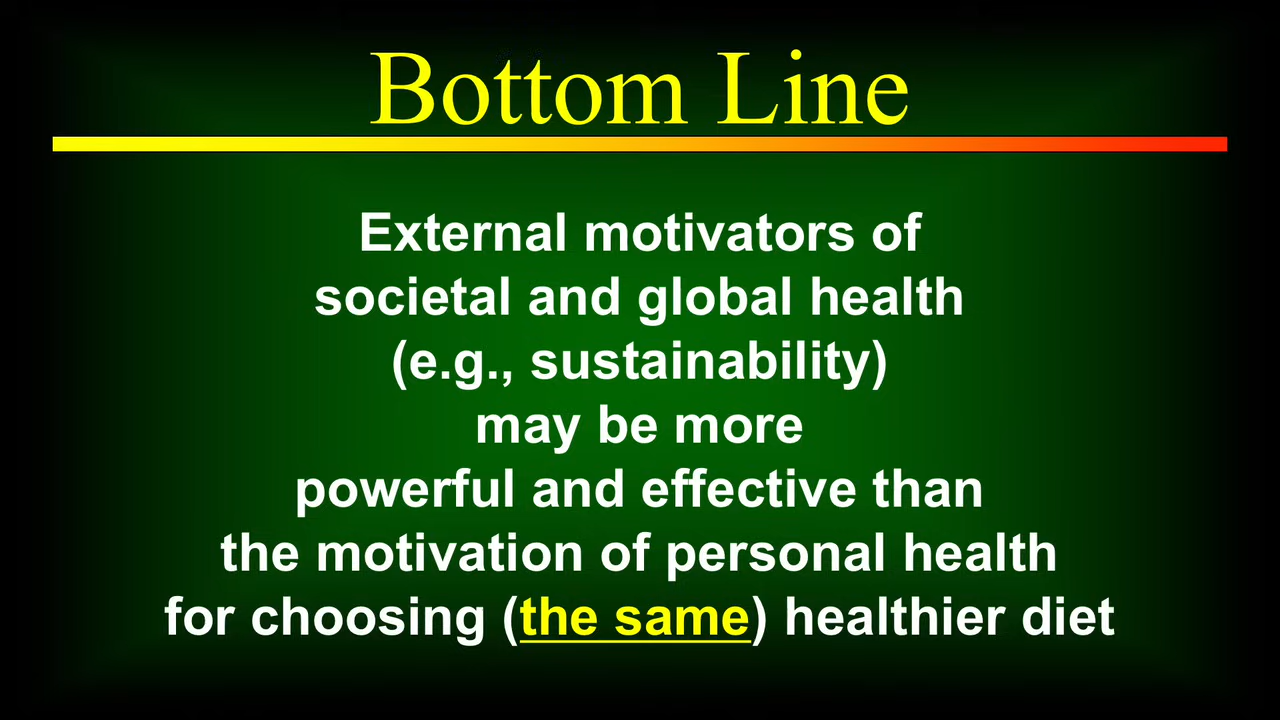 Bottom Line
External motivators of
societal and global health
(e.g., sustainability)
may be more
powerful and effective than
the motivation of personal health
for choosing (the same) healthier diet